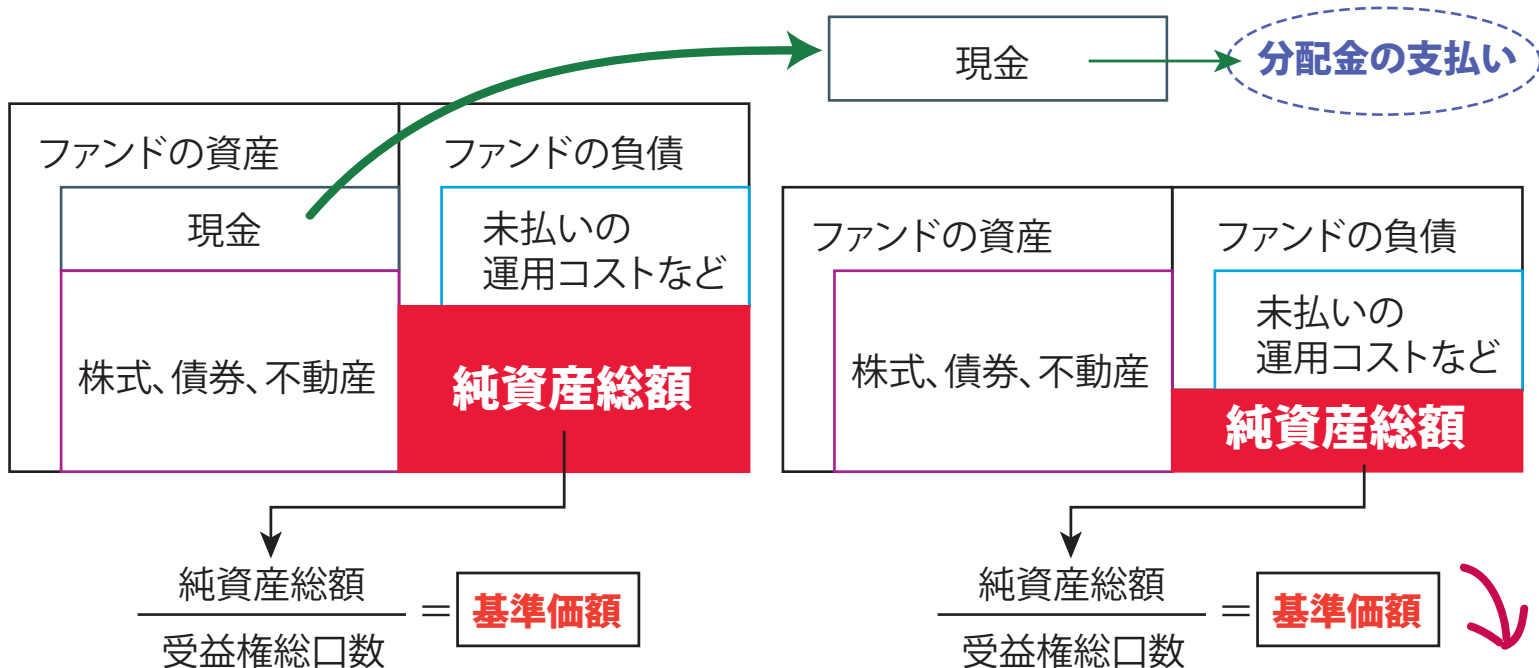 現金
分配金の支払い
ファンドの資産
ファンドの負債
現金
未払いの
運用コストなど
株式、債券、不動産
純資産総額
純資産総額
受益権総口数
=
基準価額
ファンドの資産
ファンドの負債
未払いの
運用コストなど
株式、債券、不動産
純資産総額
純資産総額
受益権総口数
=
基準価額